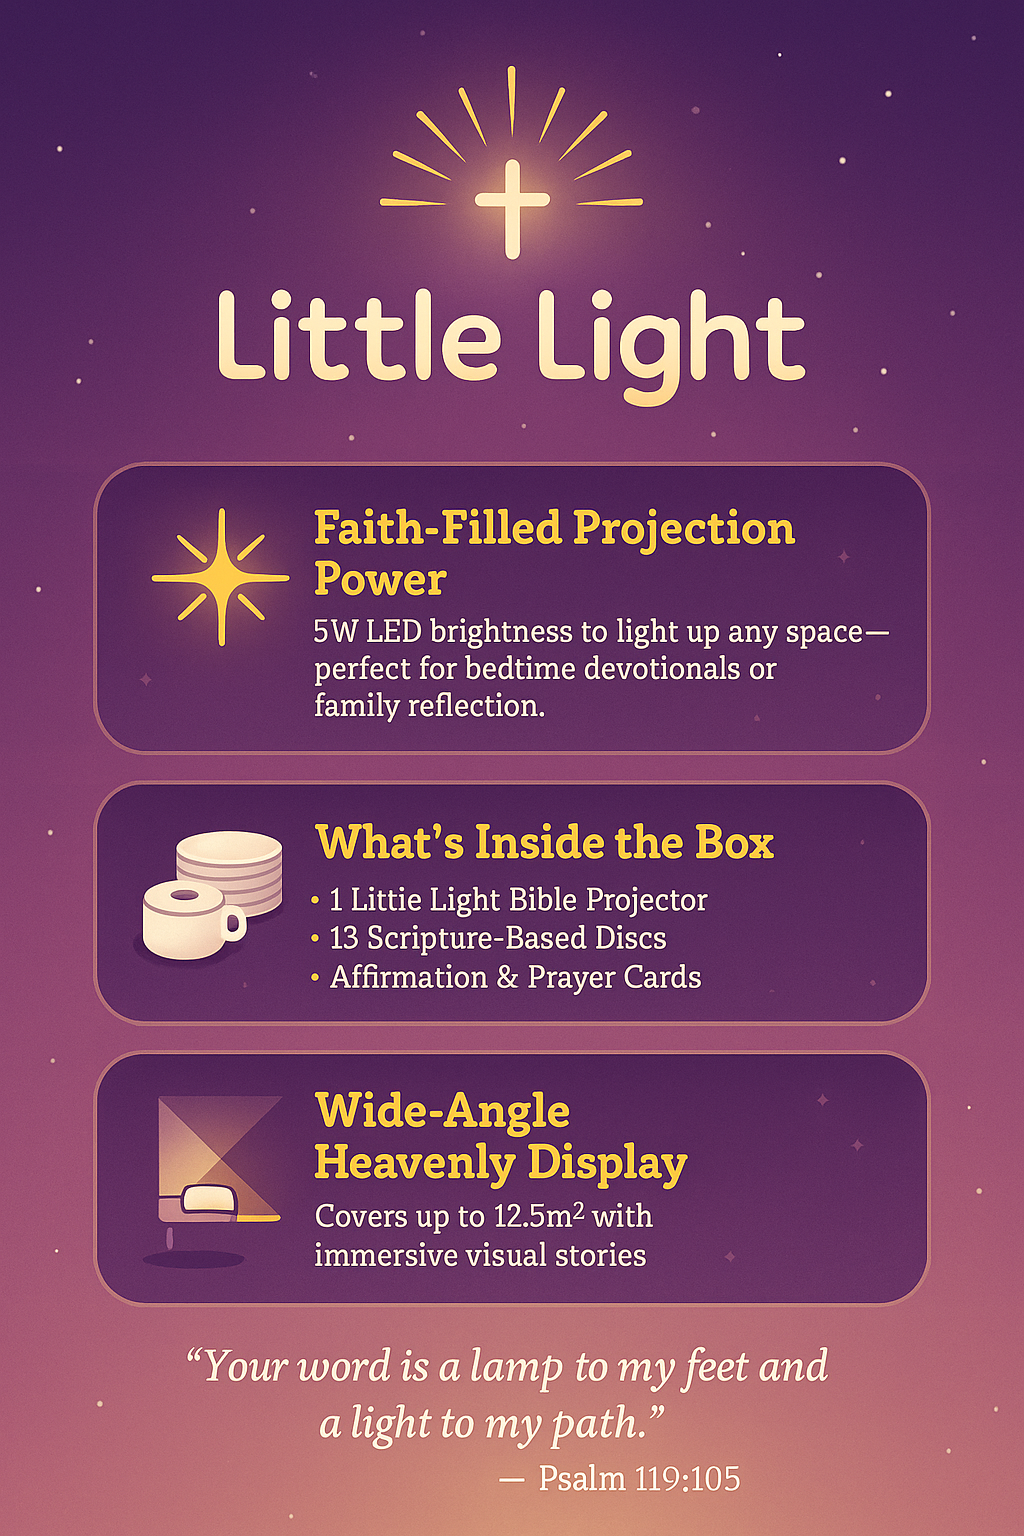 Little Light
Faith-Filled Projection
Power
5W LED brightness to light up any space—
perfect for bedtime devotionals or
family reflection.
What’s Inside the Box
• 1 Littie Light Bible Projector
• 13 Scripture-Based Discs
• Affirmation & Prayer Cards
Wide-Angle
Heavenly Display
Covers up to 12.5m² with
immersive visual stories
“Your word is a lamp to my feet and
a light to my path.”
— Psalm 119:105